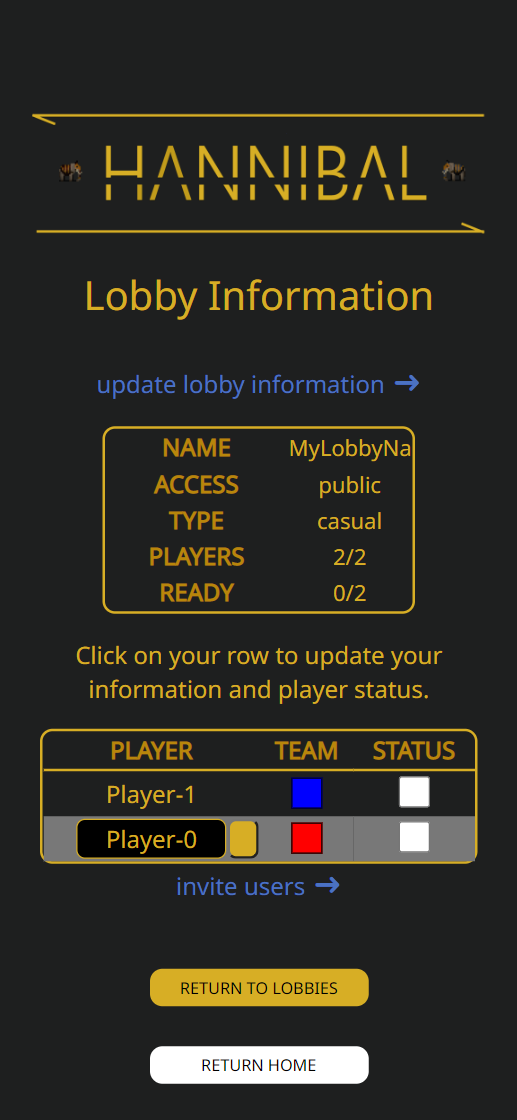 HANNIBAL
Lobby Information
update lobby information ➜
NAME MyLobbyNa
ACCESS public
TYPE casual
PLAYERS 2/2
READY 0/2
Click on your row to update your
information and player status.
PLAYER TEAM STATUS
Player-1
Player-0
invite users ➜
RETURN TO LOBBIES
RETURN HOME